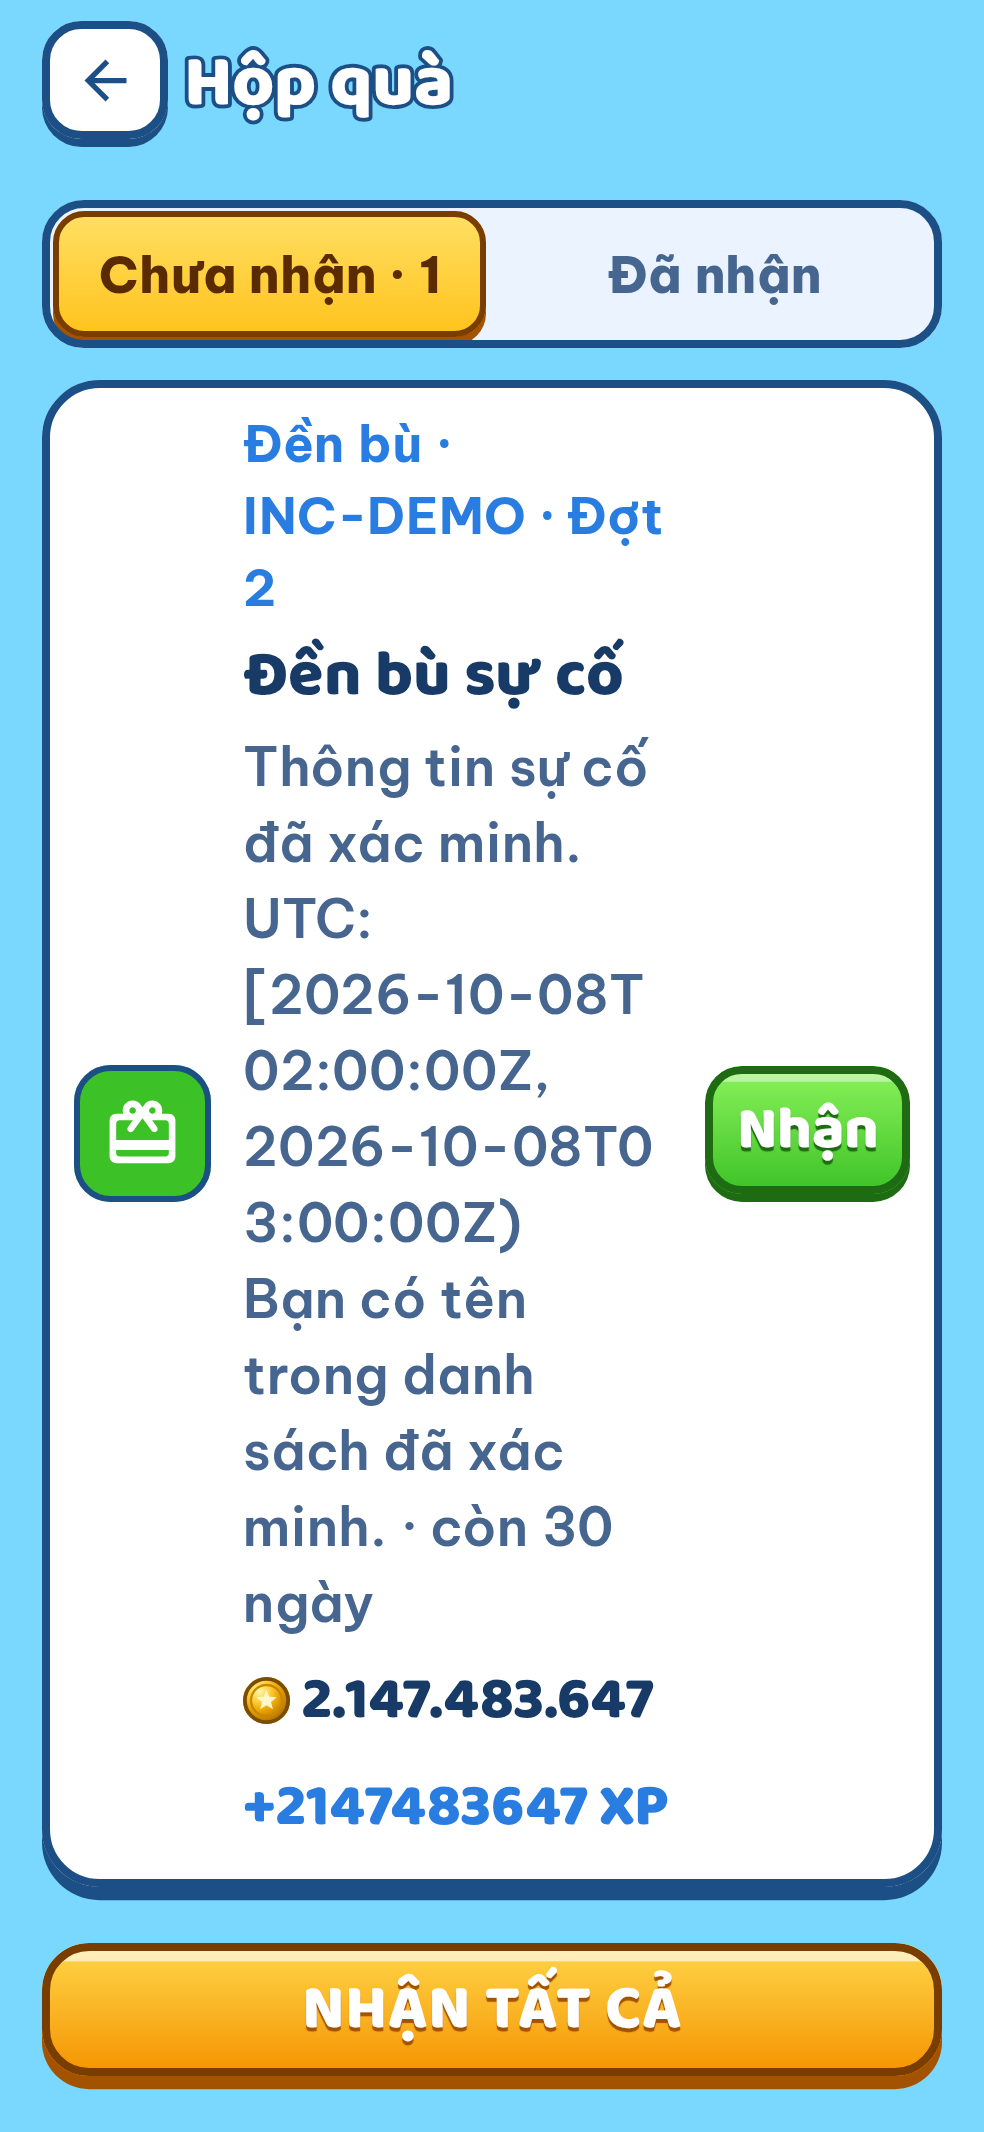 Hộp quà
Chưa nhận · 1
Đã nhận
Đền bù ·
INC-DEMO · Đợt
2
Đền bù sự cố
Thông tin sự cố
đã xác minh.
UTC:
[2026-10-08T
02:00:00Z,
2026-10-08T0
3:00:00Z)
Bạn có tên
trong danh
sách đã xác
minh. · còn 30
ngày
2.147.483.647
+2147483647 XP
Nhận
NHẬN TẤT CẢ